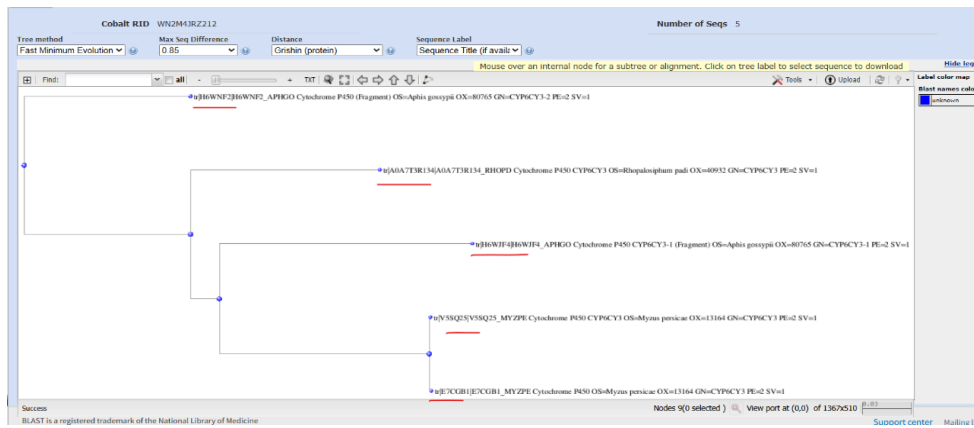 Cobalt RID WN2M4JRZ212 Number of Seqs 5
Tree method Max Seq Difference Distance Sequence Label
Fast Minimum Evolution 0.85 Grishin (protein) Sequence Title (if availa
Mouse over an internal node for a subtree or alignment. Click on tree label to select sequence to download Hide leg
Find: all - + TXT Tools Upload ? Label color map
Blast names colo
unknown
tr|H6WNF2|H6WNF2_APHGO Cytochrome P450 (Fragment) OS=Aphis gossypii OX=80765 GN=CYP6CY3-2 PE=2 SV=1
tr|A0A7T3R134|A0A7T3R134_RHOPD Cytochrome P450 CYP6CY3 OS=Rhopalosiphum padi OX=40932 GN=CYP6CY3 PE=2 SV=1
tr|H6WJF4|H6WJF4_APHGO Cytochrome P450 CYP6CY3-1 (Fragment) OS=Aphis gossypii OX=80765 GN=CYP6CY3-1 PE=2 SV=1
tr|V5SQ25|V5SQ25_MYZPE Cytochrome P450 CYP6CY3 OS=Myzus persicae OX=13164 GN=CYP6CY3 PE=2 SV=1
tr|E7CGB1|E7CGB1_MYZPE Cytochrome P450 OS=Myzus persicae OX=13164 GN=CYP6CY3 PE=2 SV=1
Success Nodes 9(0 selected) View port at (0,0) of 1367x510
BLAST is a registered trademark of the National Library of Medicine Support center Mailing l